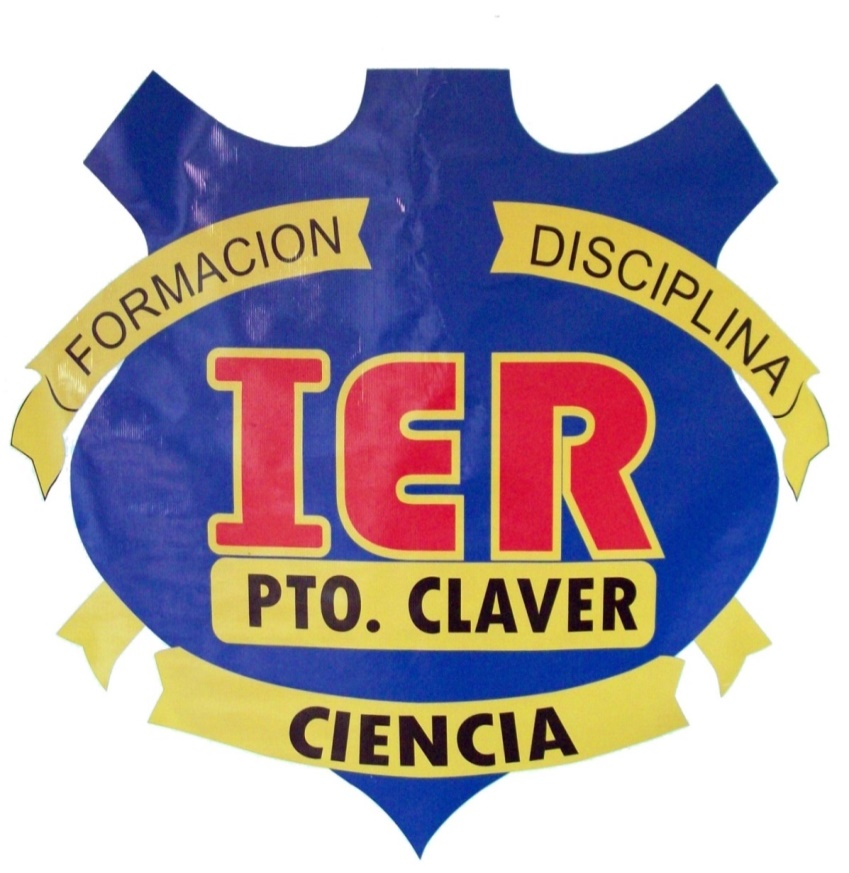 FORMACION
DISCIPLINA
IER
PTO. CLAVER
CIENCIA